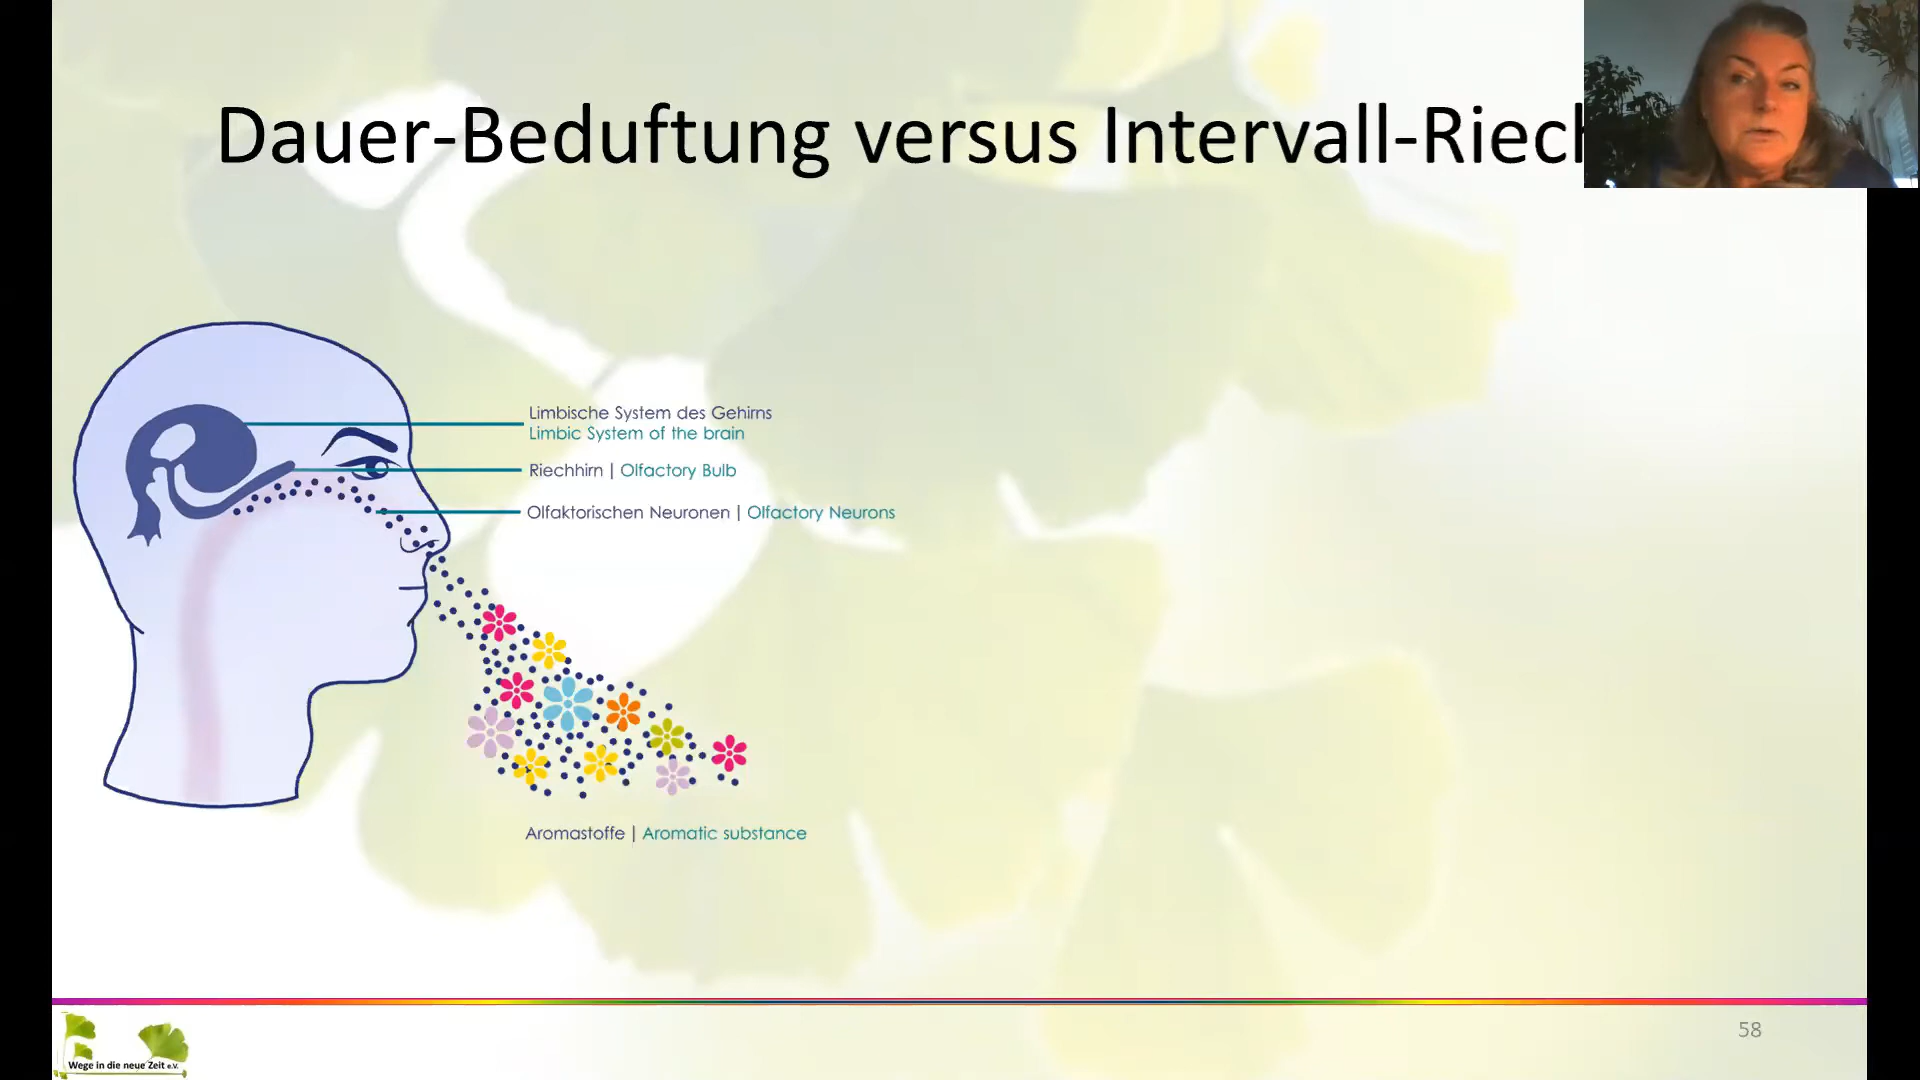 Dauer-Beduftung versus Intervall-Riech
Limbische System des Gehirns
Limbic System of the brain
Riechhirn | Olfactory Bulb
Olfaktorischen Neuronen | Olfactory Neurons
Aromastoffe | Aromatic substance
58
Wege in die neue Zeit e.V.